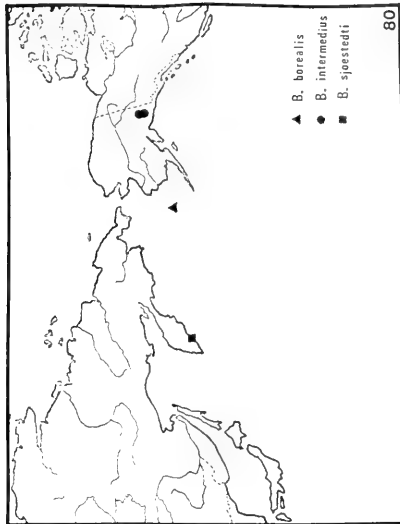 ▲ B. borealis
● B. intermedius
■ B. sjoestedti
80